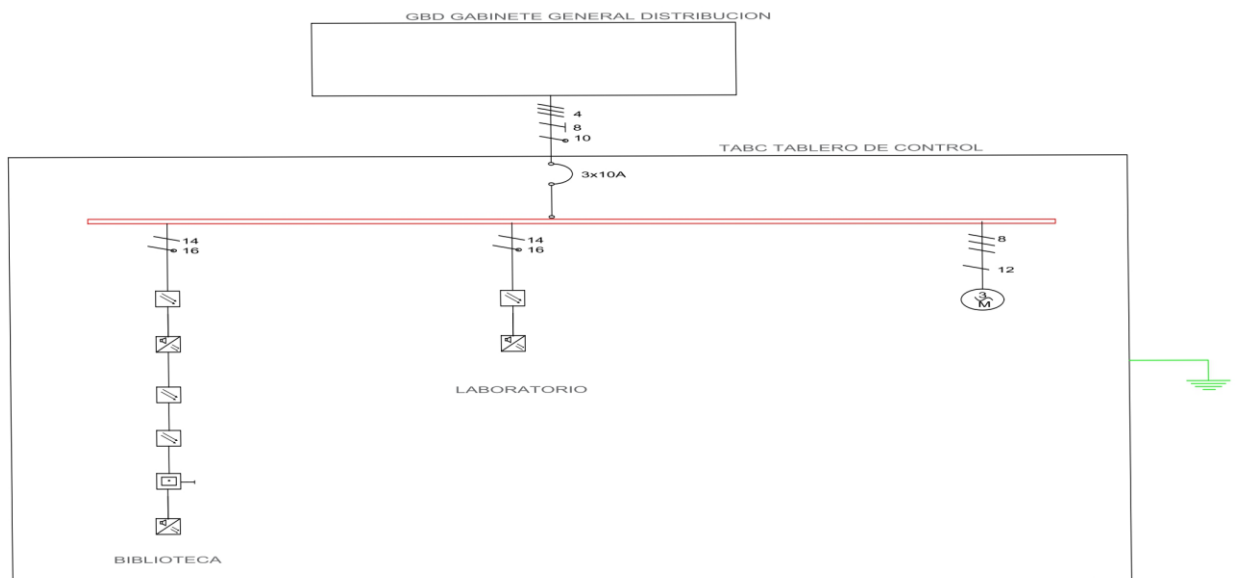 GBD GABINETE GENERAL DISTRIBUCION
4
8
10
TABC TABLERO DE CONTROL
3x10A
14
16
14
16
8
12
3
M
A
A
A
LABORATORIO
BIBLIOTECA